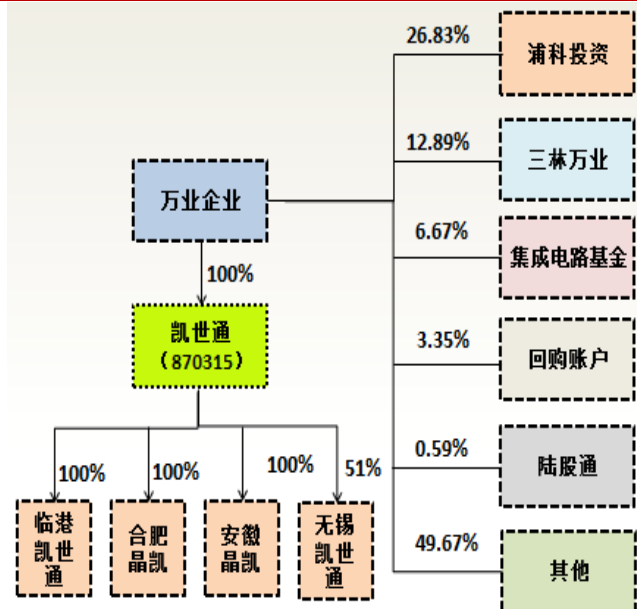 26.83%
浦科投资
12.89%
三林万业
万业企业
6.67%
集成电路基金
100%
凯世通
（870315）
3.35%
回购账户
0.59%
陆股通
100%
100%
100%
51%
临港
凯世
通
合肥
晶凯
安徽
晶凯
无锡
凯世
通
49.67%
其他